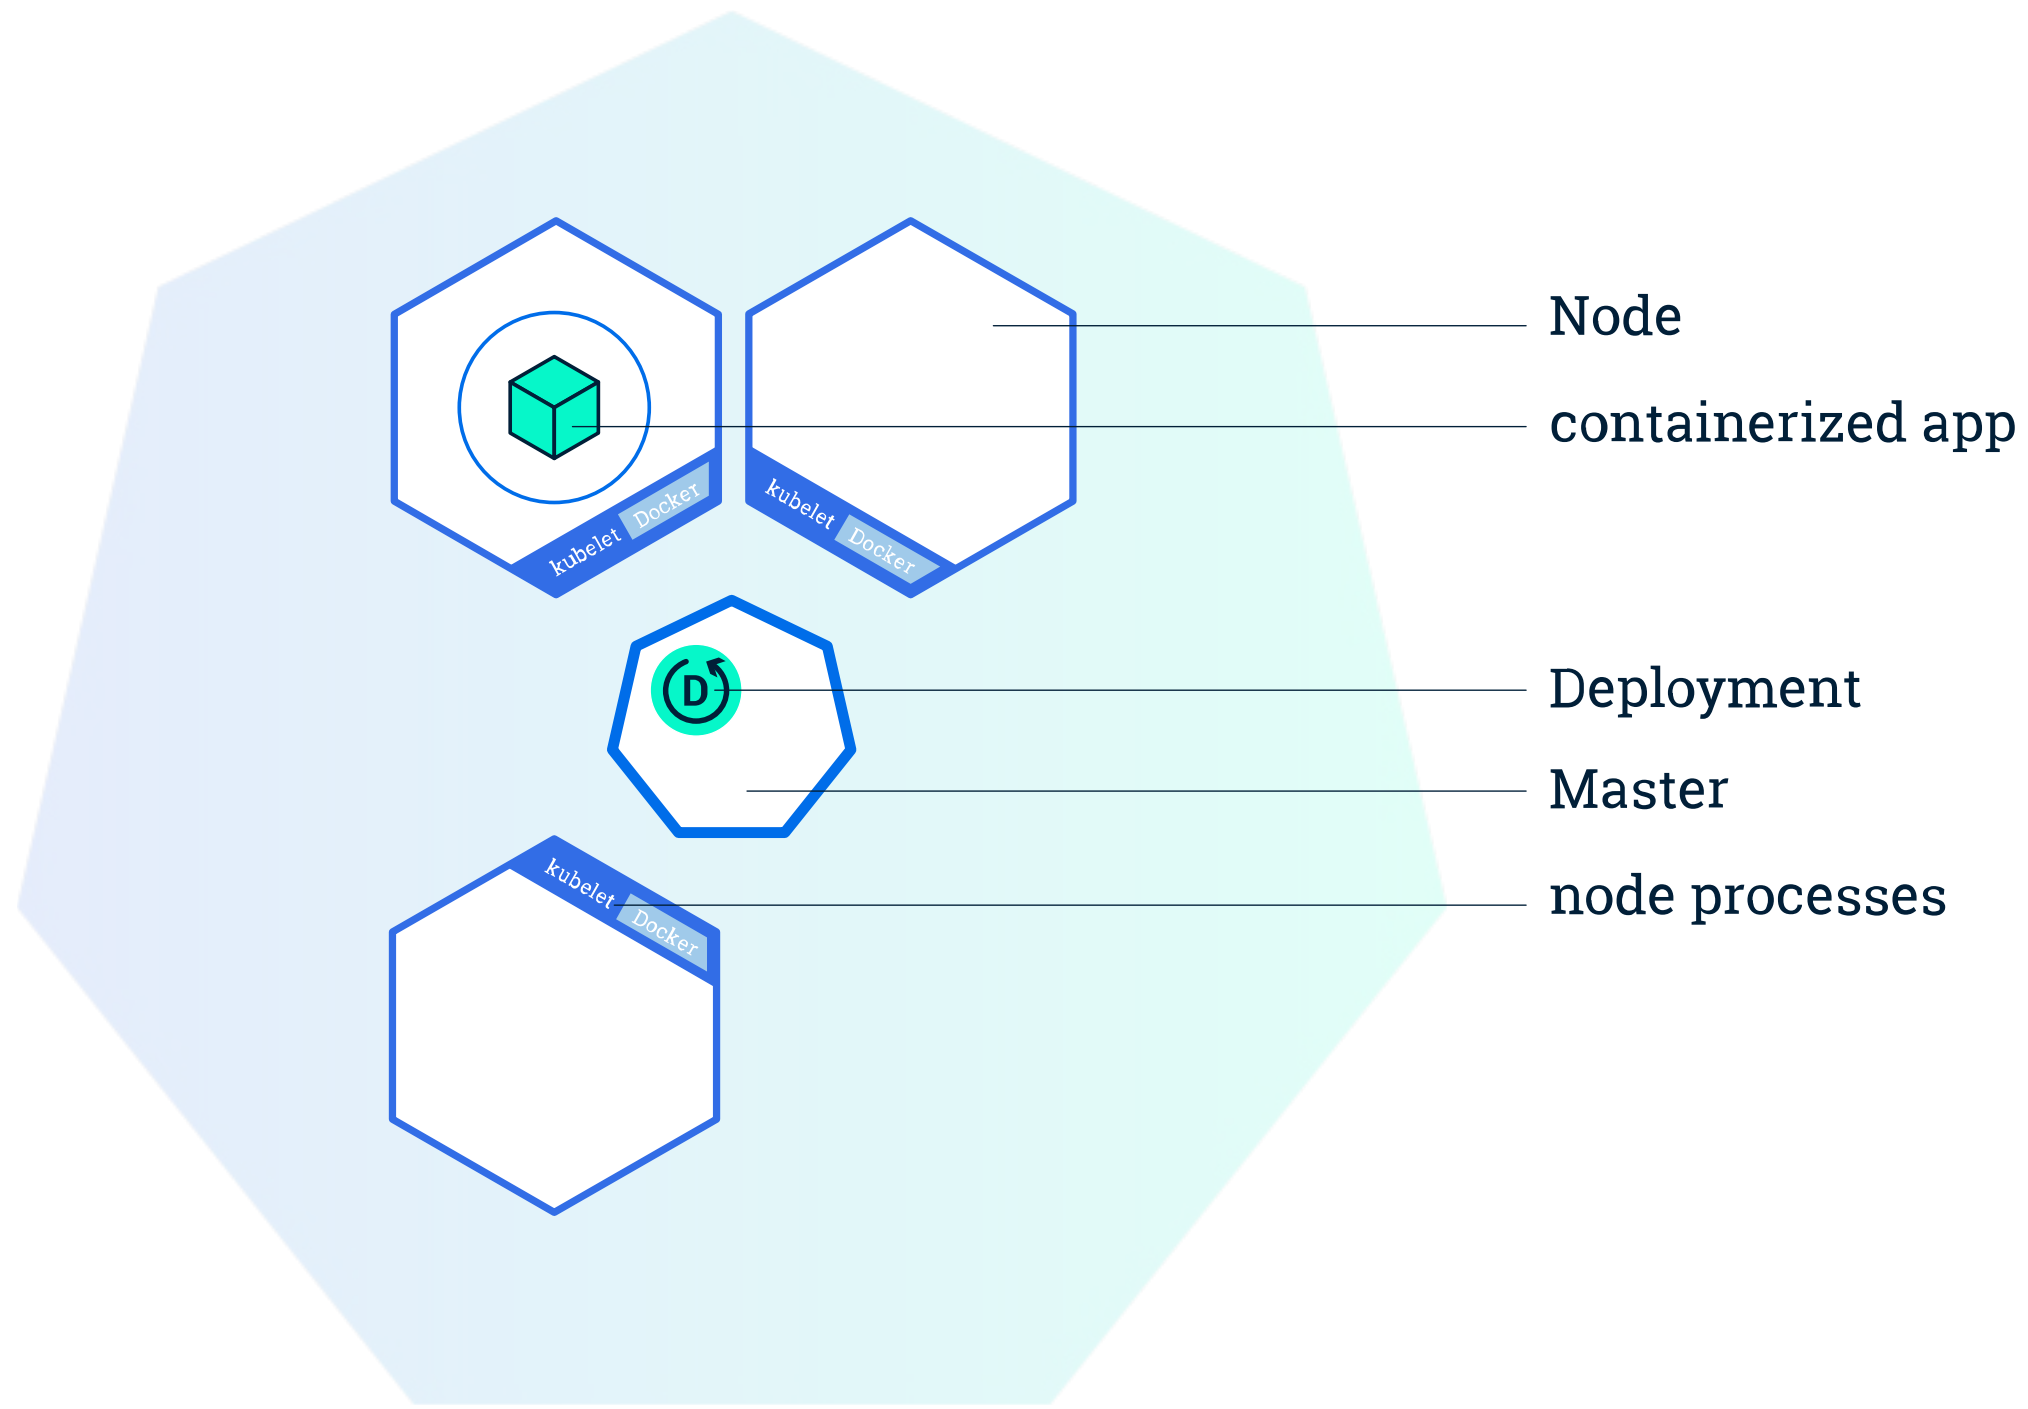 Node
containerized app
kubelet Docker
kubelet Docker
D
Deployment
Master
kubelet Docker
node processes